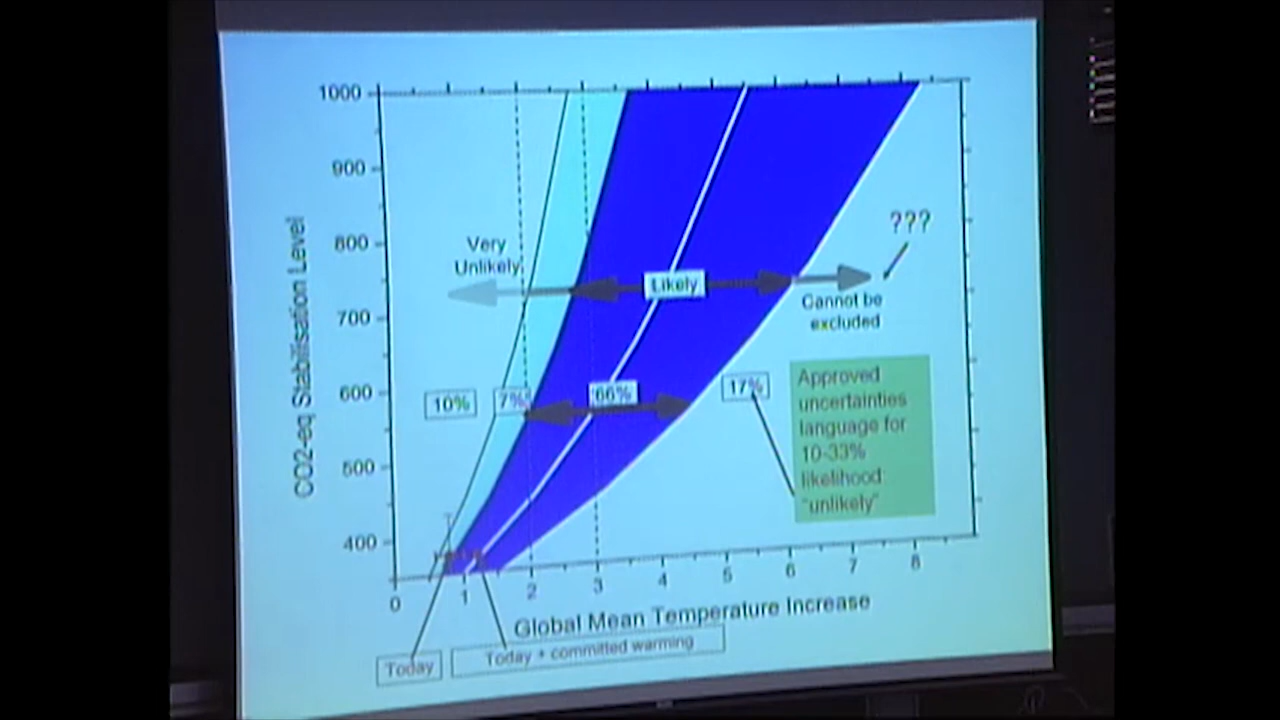 1000
900
800
700
600
500
400
CO2-eq Stabilisation Level
Very
Unlikely
Likely
???
Cannot be
excluded
10%
7%
66%
17%
Approved
uncertainties
language for
10-33%
likelihood
"unlikely"
0 1 2 3 4 5 6 7 8
Global Mean Temperature Increase
Today
Today + committed warming